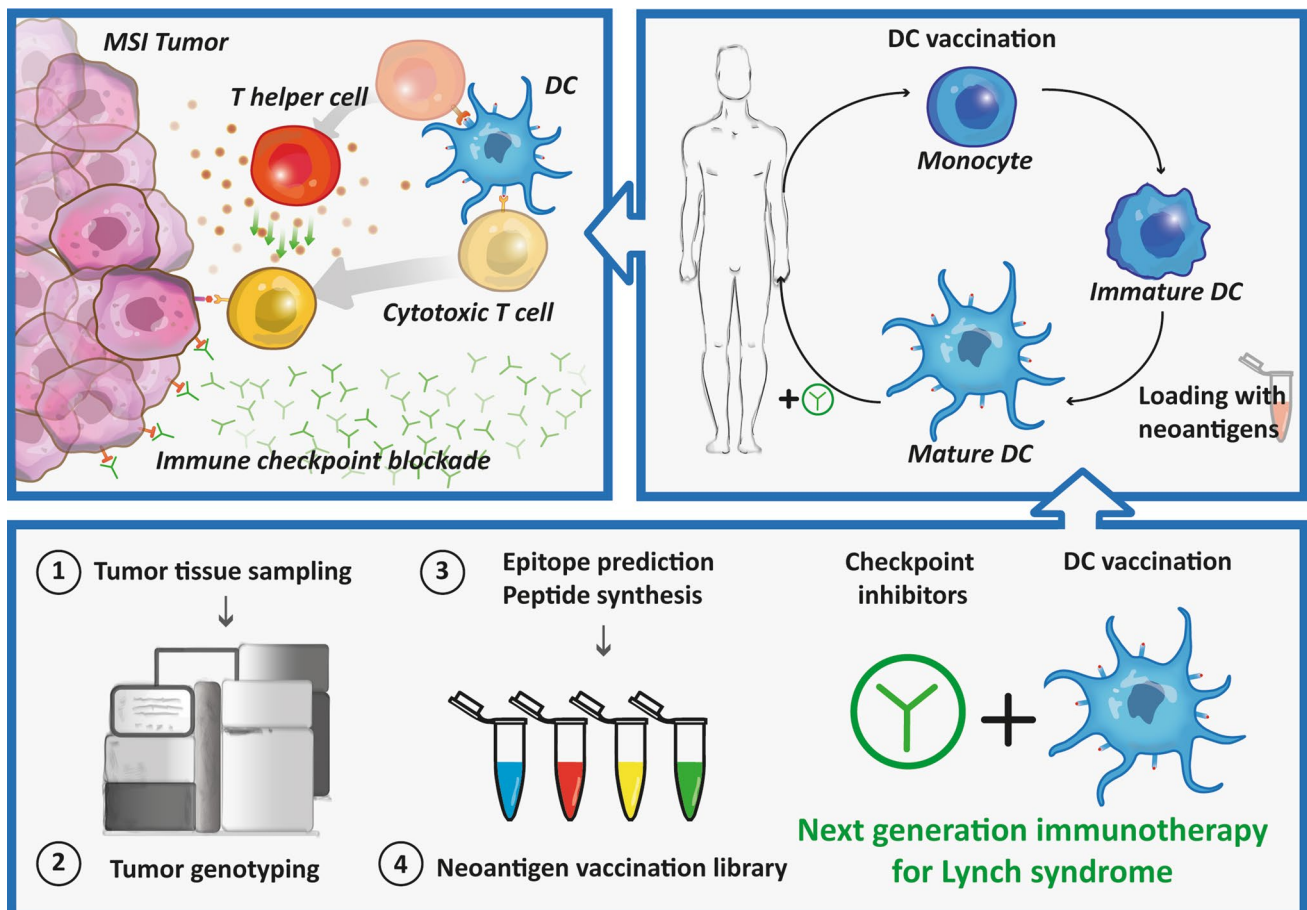 MSI Tumor
T helper cell
DC
Cytotoxic T cell
Immune checkpoint blockade
DC vaccination
Monocyte
Immature DC
Loading with
neoantigens
Mature DC
+
1 Tumor tissue sampling
2 Tumor genotyping
3 Epitope prediction
Peptide synthesis
4 Neoantigen vaccination library
Checkpoint
inhibitors
+
DC vaccination
Next generation immunotherapy
for Lynch syndrome